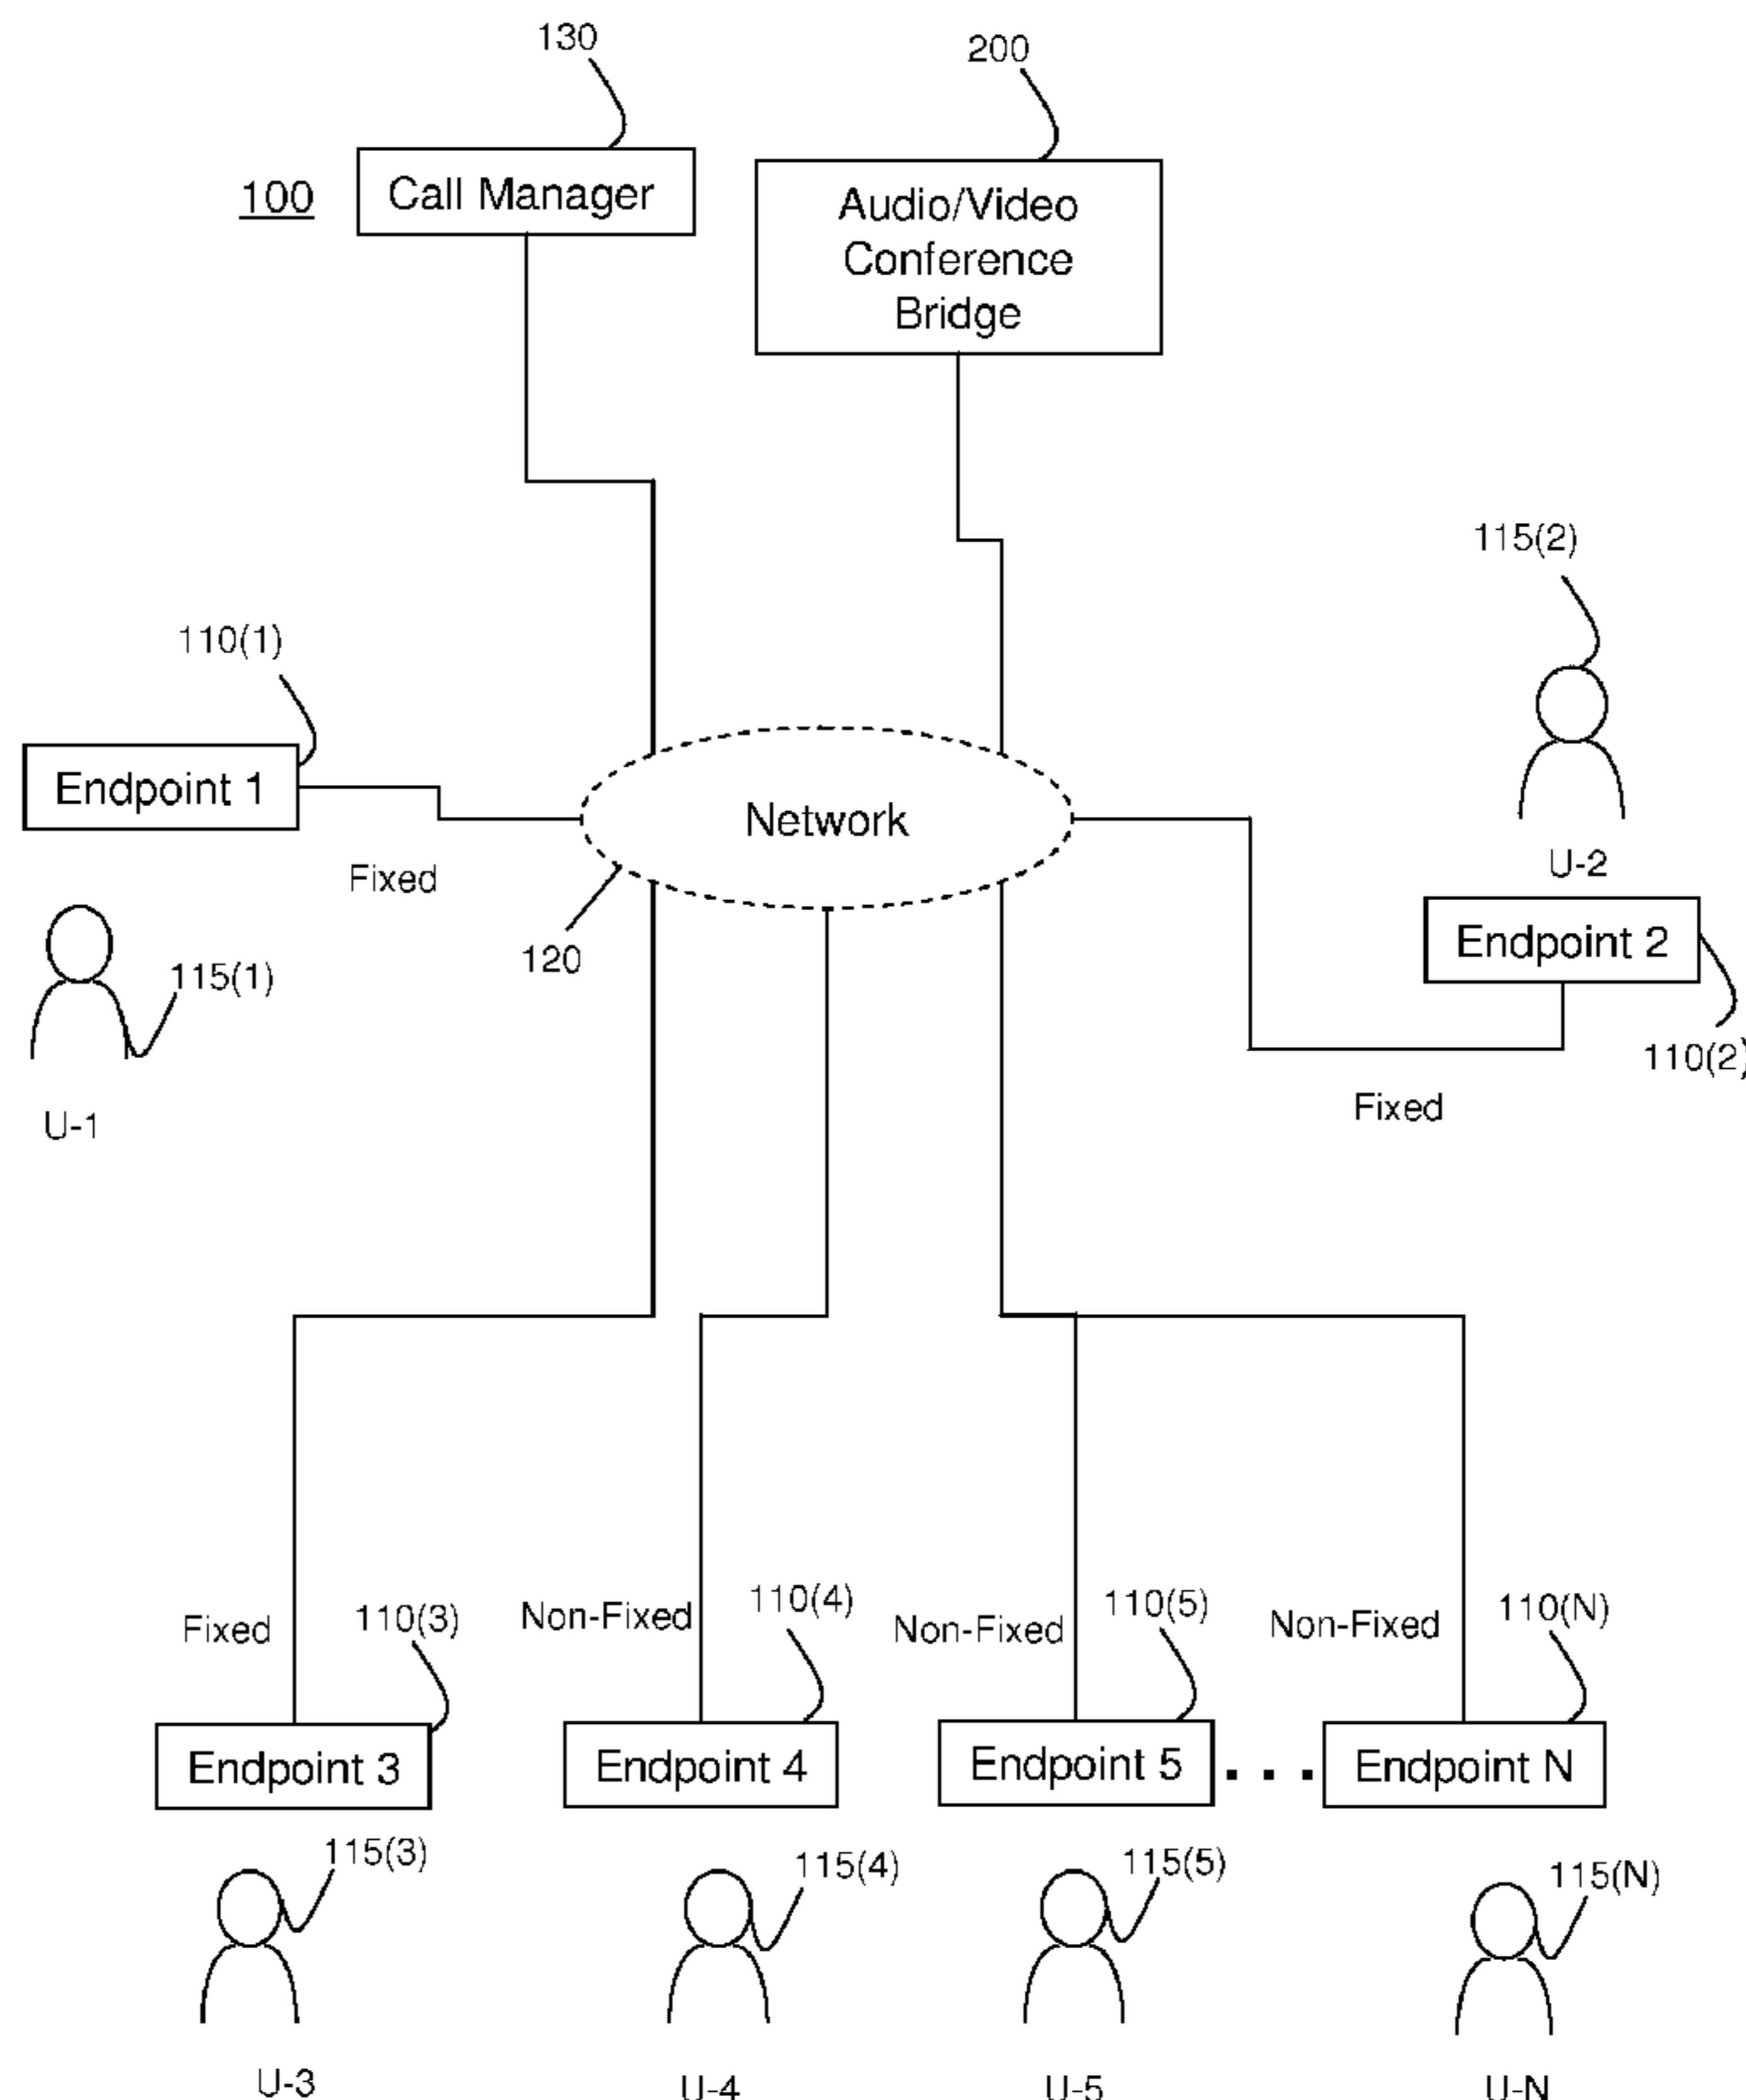 130
200
100
Call Manager
Audio/Video
Conference
Bridge
115(2)
110(1)
Endpoint 1
Network
Fixed
U-2
120
Endpoint 2
115(1)
110(2)
U-1
Fixed
Fixed
110(3)
Non-Fixed
110(4)
Non-Fixed
110(5)
Non-Fixed
110(N)
Endpoint 3
Endpoint 4
Endpoint 5
. . .
Endpoint N
115(3)
115(4)
115(5)
115(N)
U-3
U-4
U-5
U-N